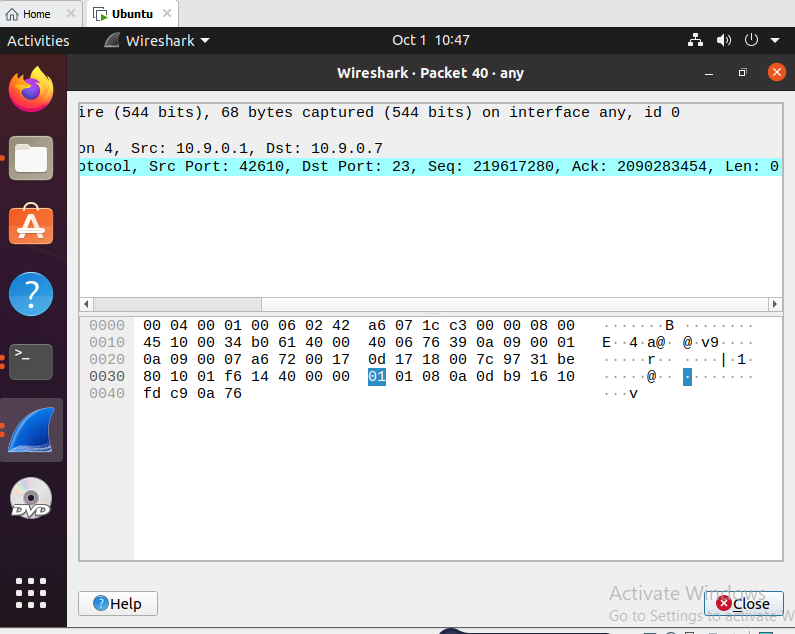 Home
Ubuntu
Activities
Wireshark
Oct 1 10:47
Wireshark · Packet 40 · any
ire (544 bits), 68 bytes captured (544 bits) on interface any, id 0
on 4, Src: 10.9.0.1, Dst: 10.9.0.7
otocol, Src Port: 42610, Dst Port: 23, Seq: 219617280, Ack: 2090283454, Len: 0
0000 00 04 00 01 00 06 02 42 a6 07 1c c3 00 00 08 00 ·······B ········
0010 45 10 00 34 b0 61 40 00 40 06 76 39 0a 09 00 01 E··4·a@· @·v9····
0020 0a 09 00 07 a6 72 00 17 0d 17 18 00 7c 97 31 be ·····r·· ····|·1·
0030 80 10 01 f6 14 40 00 00 01 01 08 0a 0d b9 16 10 ·····@·· ········
0040 fd c9 0a 76 ···v
DVD
Help
Close
Activate Windows
Go to Settings to activate W